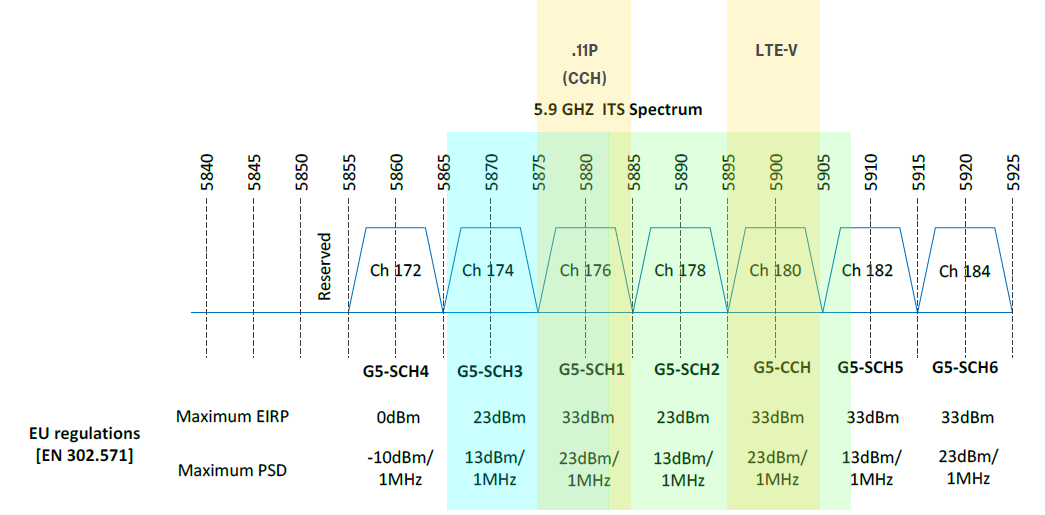 .11P
(CCH)
LTE-V
5.9 GHZ ITS Spectrum
5840 5845 5850 5855 5860 5865 5870 5875 5880 5885 5890 5895 5900 5905 5910 5915 5920 5925
Reserved
Ch 172 Ch 174 Ch 176 Ch 178 Ch 180 Ch 182 Ch 184
G5-SCH4 G5-SCH3 G5-SCH1 G5-SCH2 G5-CCH G5-SCH5 G5-SCH6
EU regulations
[EN 302.571]
Maximum EIRP 0dBm 23dBm 33dBm 23dBm 33dBm 33dBm 33dBm
Maximum PSD -10dBm/ 13dBm/ 23dBm/ 13dBm/ 23dBm/ 13dBm/ 23dBm/
1MHz 1MHz 1MHz 1MHz 1MHz 1MHz 1MHz